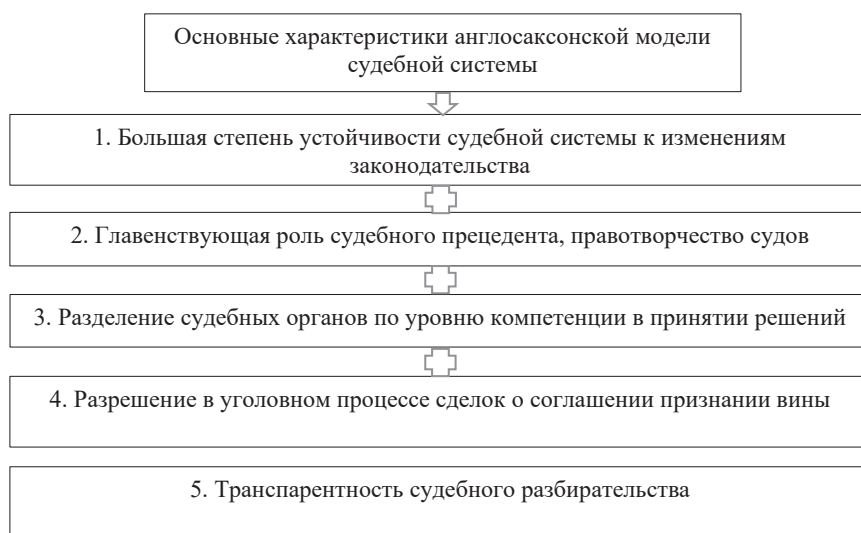 Основные характеристики англосаксонской модели
судебной системы
1. Большая степень устойчивости судебной системы к изменениям
законодательства
2. Главенствующая роль судебного прецедента, правотворчество судов
3. Разделение судебных органов по уровню компетенции в принятии решений
4. Разрешение в уголовном процессе сделок о соглашении признании вины
5. Транспарентность судебного разбирательства